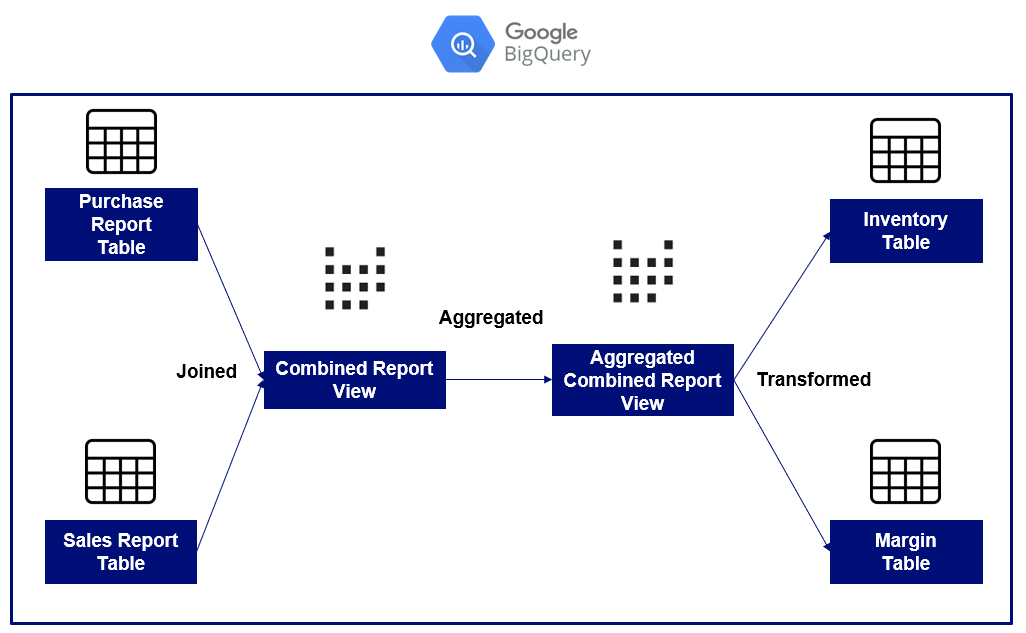 Google
BigQuery
Purchase
Report
Table
Inventory
Table
Aggregated
Joined
Combined Report
View
Aggregated
Combined Report
View
Transformed
Sales Report
Table
Margin
Table